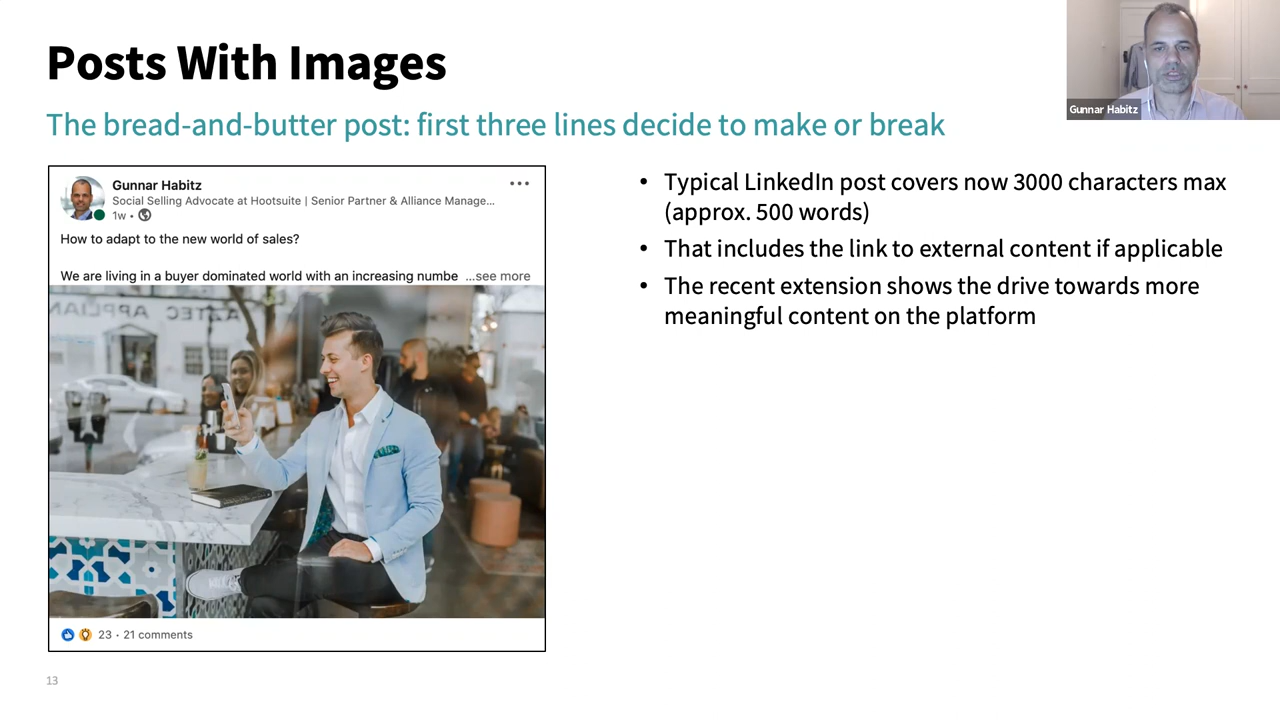 Posts With Images
The bread-and-butter post: first three lines decide to make or break
Gunnar Habitz
Gunnar Habitz
Social Selling Advocate at Hootsuite | Senior Partner & Alliance Manage...
1w •
How to adapt to the new world of sales?
We are living in a buyer dominated world with an increasing numbe ...see more
AZTEC APPLIAN
23 · 21 comments
• Typical LinkedIn post covers now 3000 characters max
(approx. 500 words)
• That includes the link to external content if applicable
• The recent extension shows the drive towards more
meaningful content on the platform
13